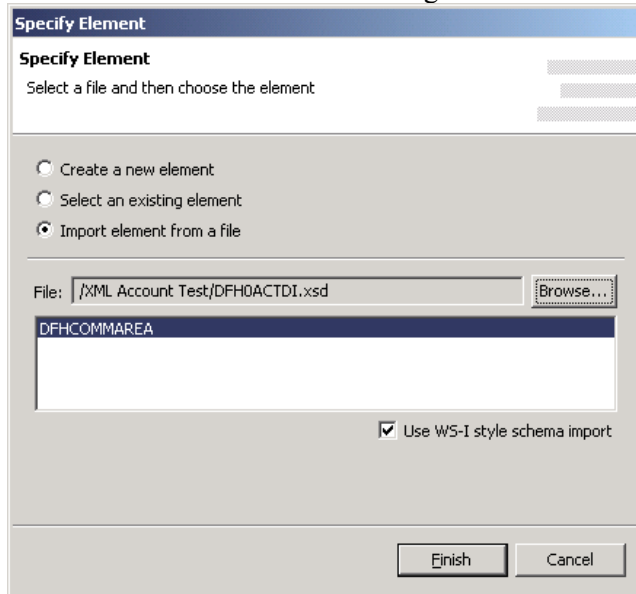 Specify Element
Specify Element
Select a file and then choose the element
Create a new element
Select an existing element
Import element from a file
File: /XML Account Test/DFH0ACTDI.xsd Browse...
DFHCOMMAREA
Use WS-I style schema import
Finish Cancel